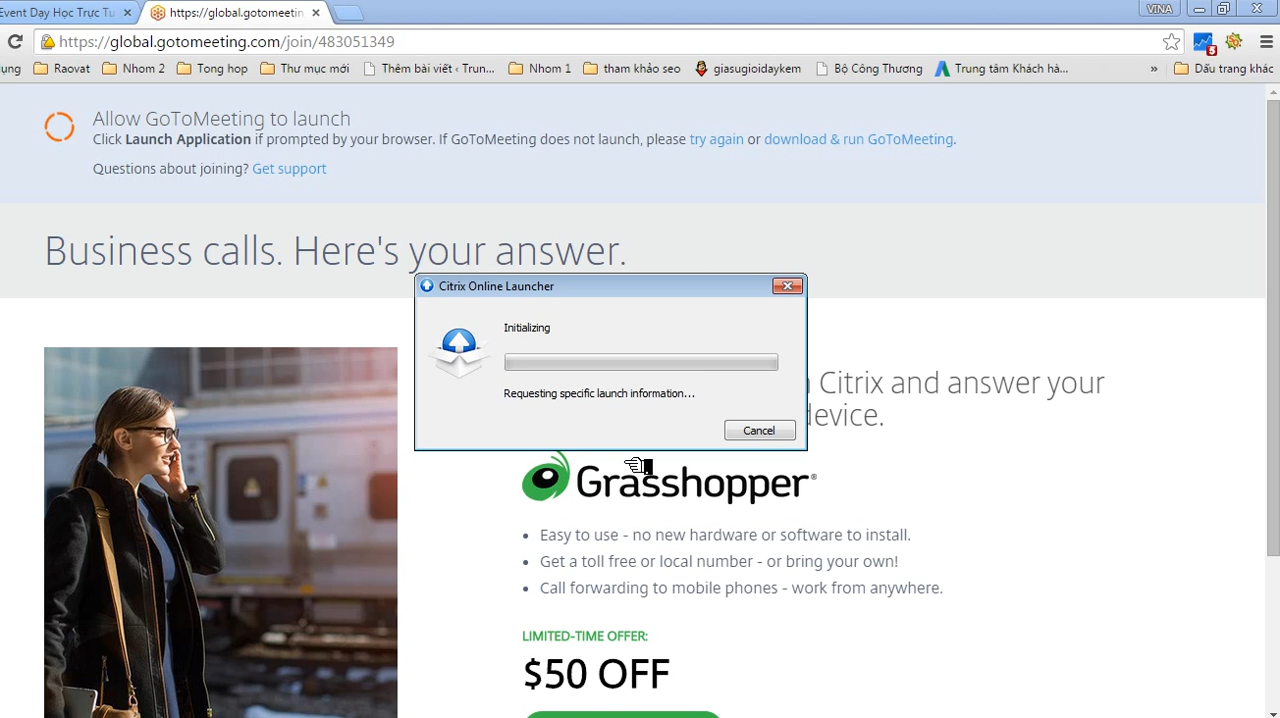 Event Day Học Trực Tu
https://global.gotomeetin
VINA
https://global.gotomeeting.com/join/483051349
5
ụng Raovat Nhom 2 Tong hop Thư mục mới Thêm bài viết ‹ Trun... Nhom 1 tham khảo seo giasugioidaykem Bộ Công Thương Trung tâm Khách hà... » Dấu trang khác
Allow GoToMeeting to launch
Click Launch Application if prompted by your browser. If GoToMeeting does not launch, please try again or download & run GoToMeeting.
Questions about joining? Get support
Business calls. Here's your answer.
Citrix Online Launcher
Initializing
Requesting specific launch information...
Cancel
Citrix and answer your
device.
Grasshopper®
• Easy to use - no new hardware or software to install.
• Get a toll free or local number - or bring your own!
• Call forwarding to mobile phones - work from anywhere.
LIMITED-TIME OFFER:
$50 OFF